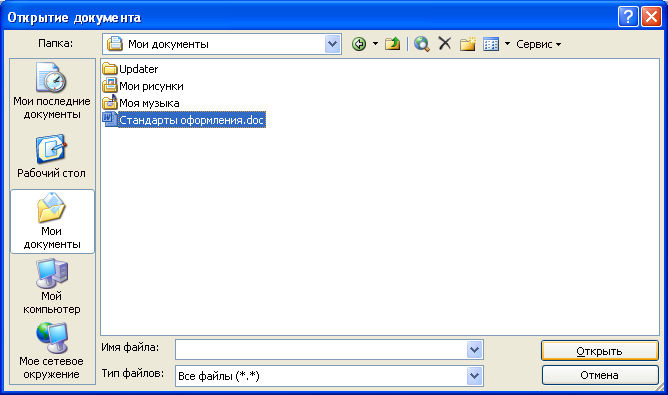 Открытие документа
Папка: Мои документы Сервис
Мои последние
документы
Рабочий стол
Мои
документы
Мой
компьютер
Мое сетевое
окружение
Updater
Мои рисунки
Моя музыка
Стандарты оформления.doc
Имя файла:
Открыть
Тип файлов: Все файлы (*.*)
Отмена